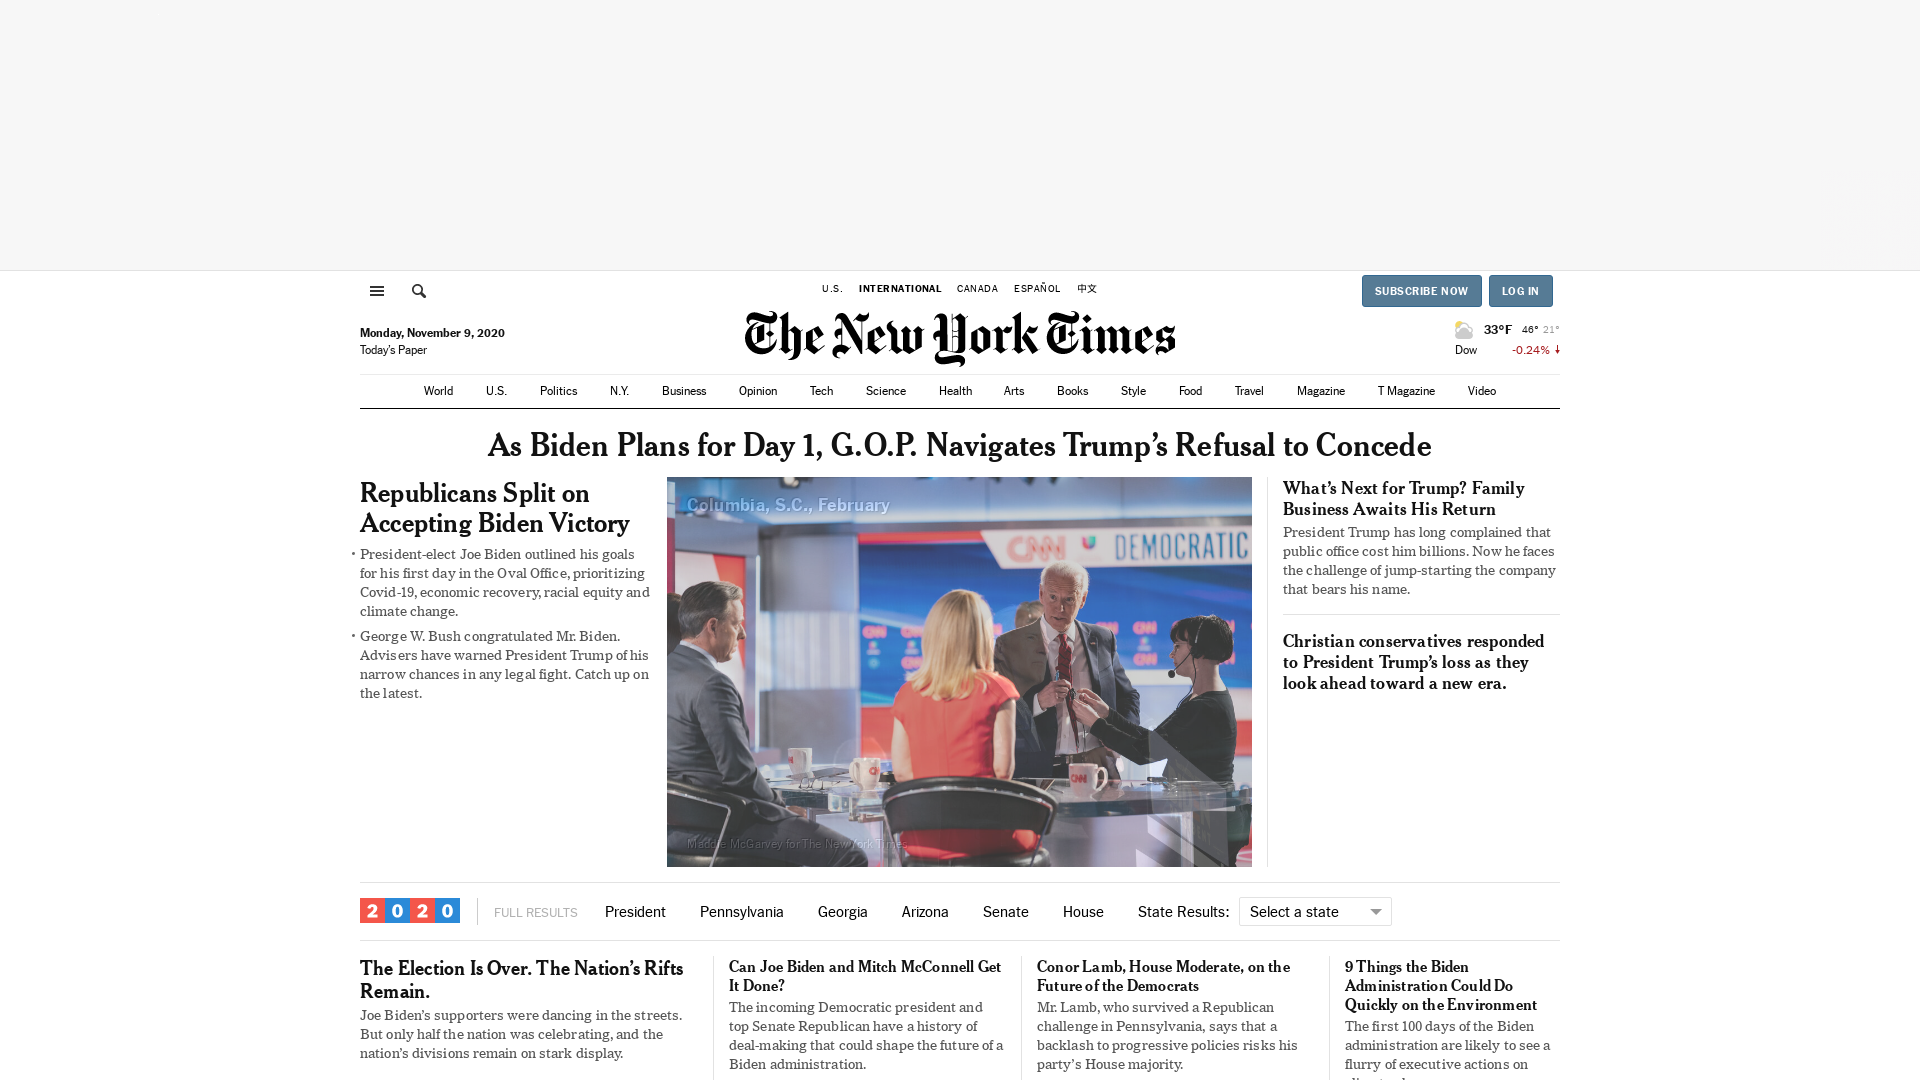 U.S. INTERNATIONAL CANADA ESPAÑOL 中文
SUBSCRIBE NOW LOG IN
Monday, November 9, 2020
Today's Paper
The New York Times
33°F 46° 21°
Dow -0.24%
World U.S. Politics N.Y. Business Opinion Tech Science Health Arts Books Style Food Travel Magazine T Magazine Video
As Biden Plans for Day 1, G.O.P. Navigates Trump’s Refusal to Concede
Republicans Split on
Accepting Biden Victory
• President-elect Joe Biden outlined his goals
for his first day in the Oval Office, prioritizing
Covid-19, economic recovery, racial equity and
climate change.
• George W. Bush congratulated Mr. Biden.
Advisers have warned President Trump of his
narrow chances in any legal fight. Catch up on
the latest.
Columbia, S.C., February
CNN DEMOCRATIC
CNN
CNN
CNN
CNN
CNN
CNN
Maddie McGarvey for The New York Times
What’s Next for Trump? Family
Business Awaits His Return
President Trump has long complained that
public office cost him billions. Now he faces
the challenge of jump-starting the company
that bears his name.
Christian conservatives responded
to President Trump’s loss as they
look ahead toward a new era.
2020 FULL RESULTS President Pennsylvania Georgia Arizona Senate House State Results: Select a state
The Election Is Over. The Nation’s Rifts
Remain.
Joe Biden’s supporters were dancing in the streets.
But only half the nation was celebrating, and the
nation’s divisions remain on stark display.
Can Joe Biden and Mitch McConnell Get
It Done?
The incoming Democratic president and
top Senate Republican have a history of
deal-making that could shape the future of a
Biden administration.
Conor Lamb, House Moderate, on the
Future of the Democrats
Mr. Lamb, who survived a Republican
challenge in Pennsylvania, says that a
backlash to progressive policies risks his
party’s House majority.
9 Things the Biden
Administration Could Do
Quickly on the Environment
The first 100 days of the Biden
administration are likely to see a
flurry of executive actions on